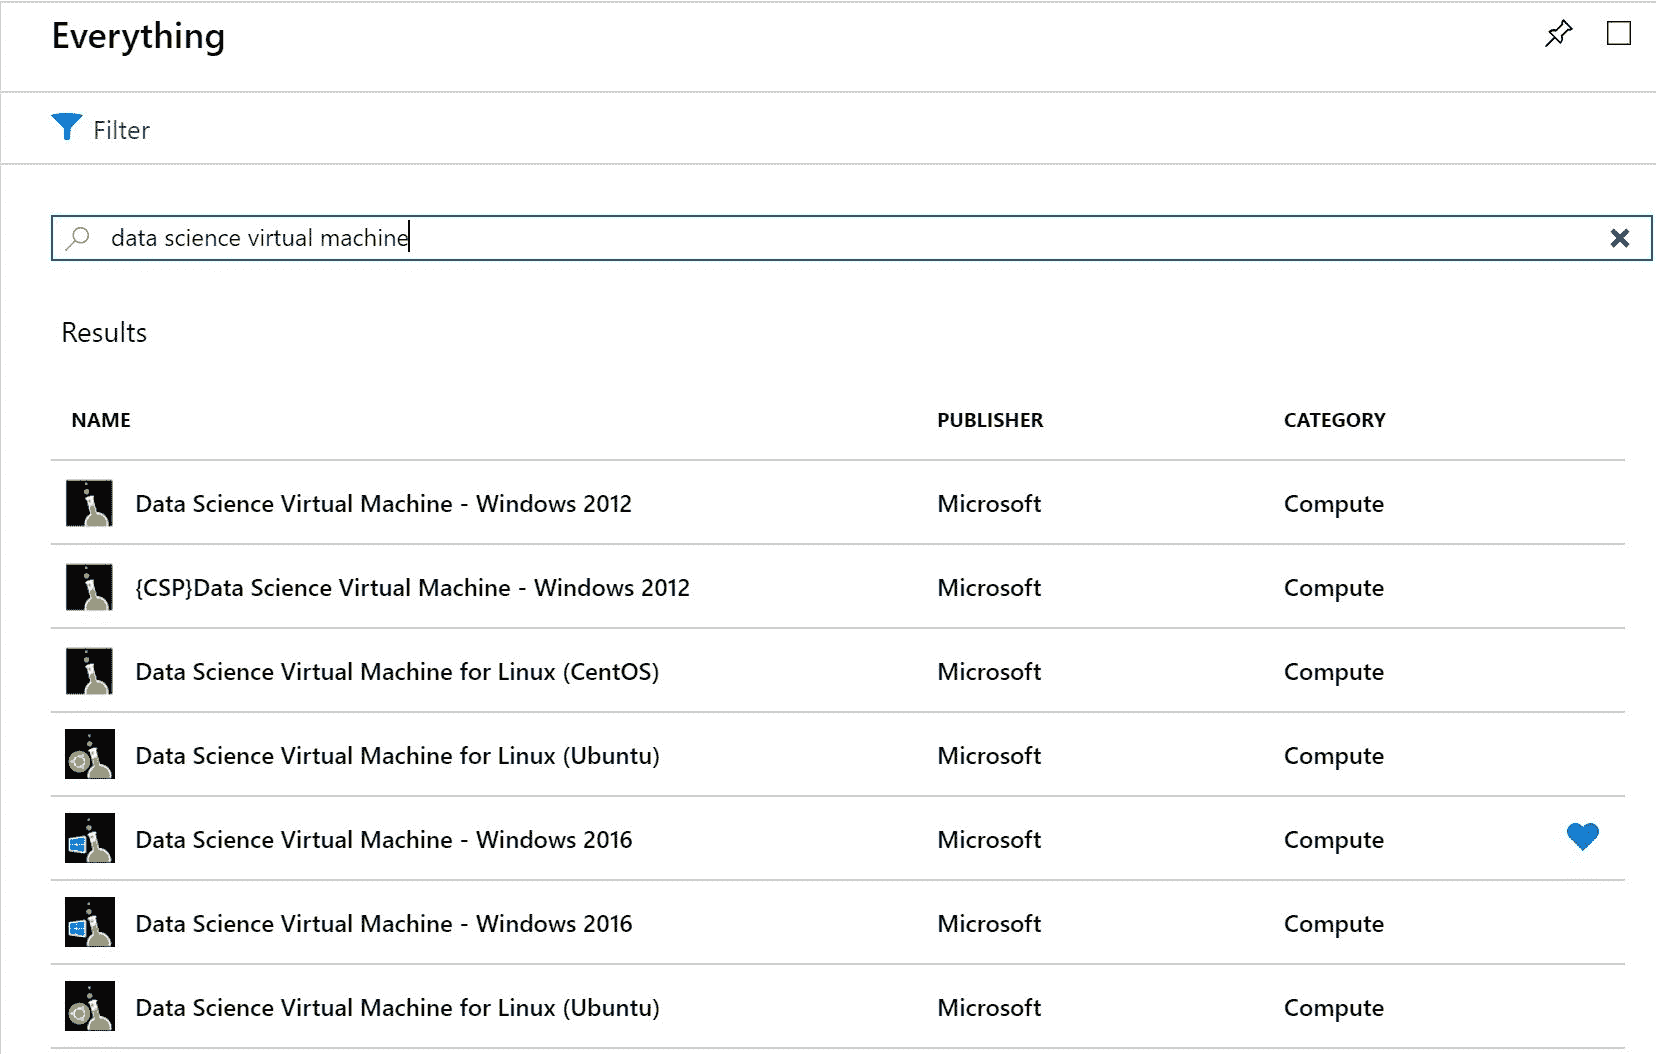 Everything
Filter
data science virtual machine
Results
NAME PUBLISHER CATEGORY
Data Science Virtual Machine - Windows 2012 Microsoft Compute
{CSP}Data Science Virtual Machine - Windows 2012 Microsoft Compute
Data Science Virtual Machine for Linux (CentOS) Microsoft Compute
Data Science Virtual Machine for Linux (Ubuntu) Microsoft Compute
Data Science Virtual Machine - Windows 2016 Microsoft Compute
Data Science Virtual Machine - Windows 2016 Microsoft Compute
Data Science Virtual Machine for Linux (Ubuntu) Microsoft Compute